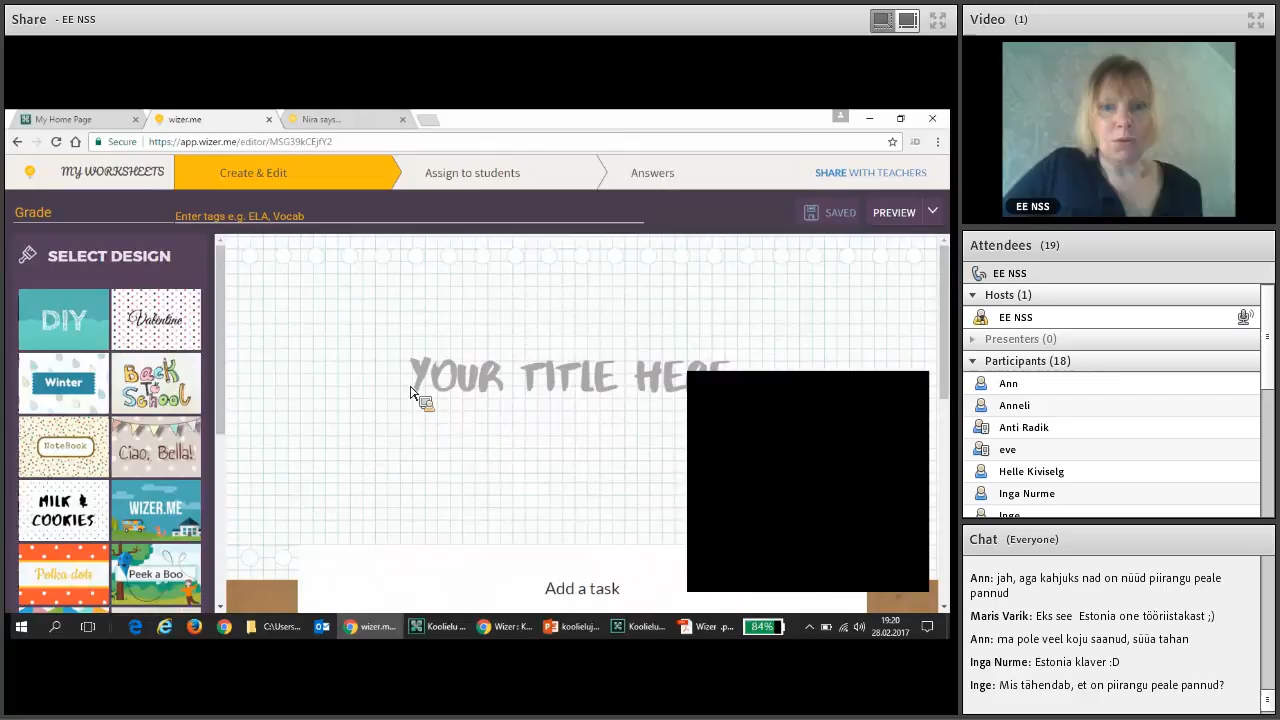 Share - EE NSS
Video (1)
My Home Page
wizer.me
Nira says...
Secure https://app.wizer.me/editor/MSG39kCEjfY2
MY WORKSHEETS
Create & Edit
Assign to students
Answers
SHARE WITH TEACHERS
Grade
Enter tags e.g. ELA, Vocab
SAVED
PREVIEW
SELECT DESIGN
DIY
Valentine
Winter
Back To School
NoteBook
Ciao, Bella!
MILK & COOKIES
WIZER.ME
Polka dots
Peek a Boo
YOUR TITLE HERE
Add a task
C:\Users...
wizer.m...
Koolielu ...
Wizer : K...
koolieluj...
Koolielu...
Wizer .p...
84%
19:20
28.02.2017
EE NSS
Attendees (19)
EE NSS
Hosts (1)
EE NSS
Presenters (0)
Participants (18)
Ann
Anneli
Anti Radik
eve
Helle Kiviselg
Inga Nurme
Inge
Chat (Everyone)
Ann: jah, aga kahjuks nad on nüüd piirangu peale
pannud
Maris Varik: Eks see Estonia one tööriistakast ;)
Ann: ma pole veel koju saanud, süüa tahan
Inga Nurme: Estonia klaver :D
Inge: Mis tähendab, et on piirangu peale pannud?